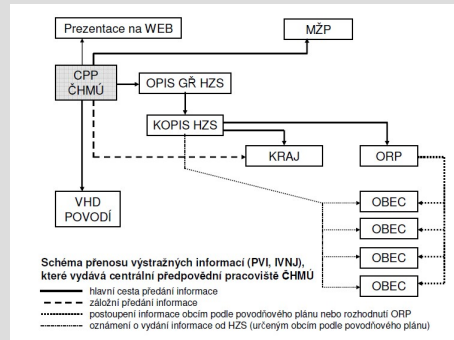 Prezentace na WEB
MŽP
CPP
ČHMÚ
OPIS GŘ HZS
KOPIS HZS
KRAJ
ORP
VHD
POVODÍ
OBEC
OBEC
OBEC
OBEC
Schéma přenosu výstražných informací (PVI, IVNJ),
které vydává centrální předpovědní pracoviště ČHMÚ
hlavní cesta předání informace
záložní předání informace
postoupení informace obcím podle povodňového plánu nebo rozhodnutí ORP
oznámení o vydání informace od HZS (určeným obcím podle povodňového plánu)